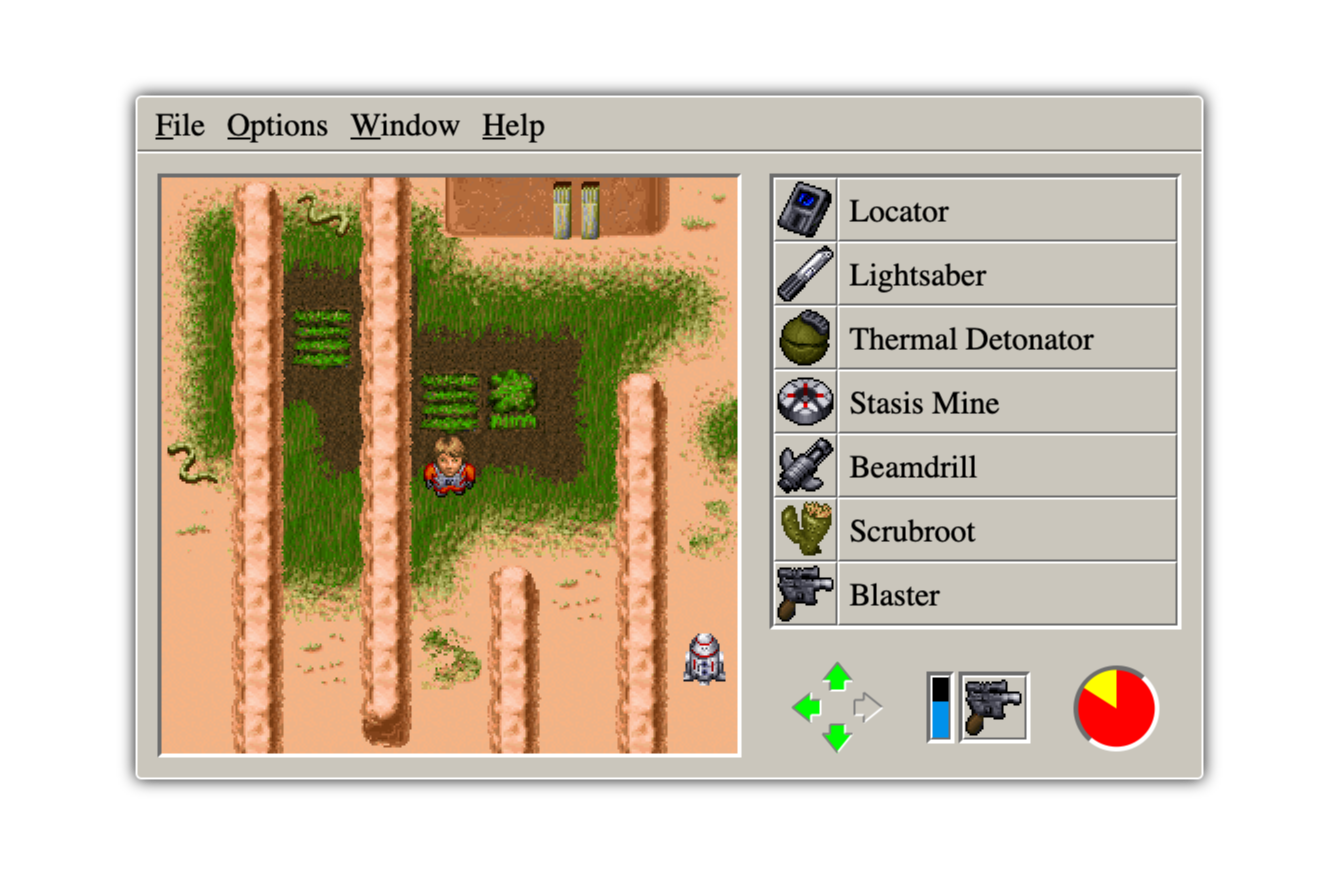 File Options Window Help
Locator
Lightsaber
Thermal Detonator
Stasis Mine
Beamdrill
Scrubroot
Blaster